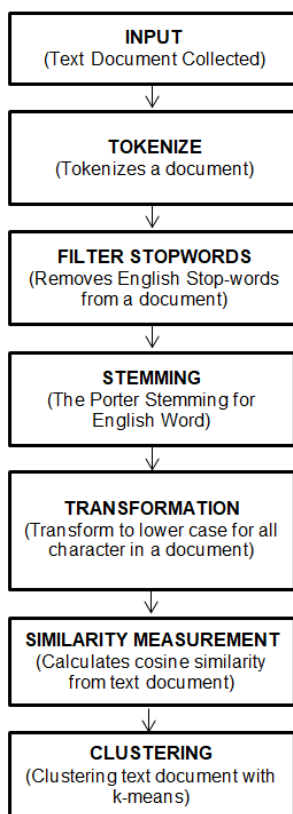 INPUT
(Text Document Collected)
TOKENIZE
(Tokenizes a document)
FILTER STOPWORDS
(Removes English Stop-words
from a document)
STEMMING
(The Porter Stemming for
English Word)
TRANSFORMATION
(Transform to lower case for all
character in a document)
SIMILARITY MEASUREMENT
(Calculates cosine similarity
from text document)
CLUSTERING
(Clustering text document with
k-means)